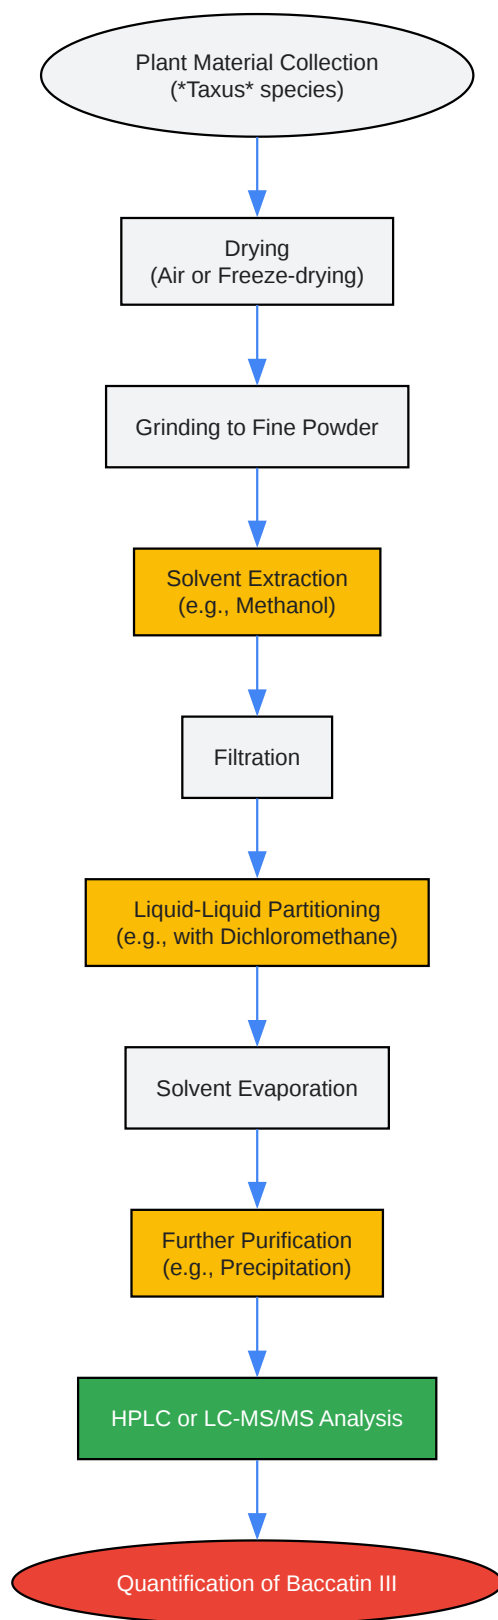 Plant Material Collection
(*Taxus* species)
Drying
(Air or Freeze-drying)
Grinding to Fine Powder
Solvent Extraction
(e.g., Methanol)
Filtration
Liquid-Liquid Partitioning
(e.g., with Dichloromethane)
Solvent Evaporation
Further Purification
(e.g., Precipitation)
HPLC or LC-MS/MS Analysis
Quantification of Baccatin III